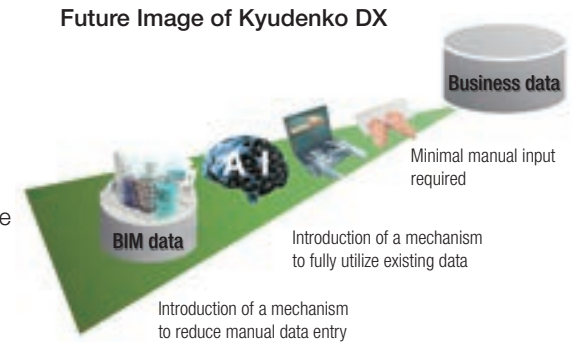 Future Image of Kyudenko DX
Business data
AI
Minimal manual input
required
e
BIM data
Introduction of a mechanism
to fully utilize existing data
Introduction of a mechanism
to reduce manual data entry